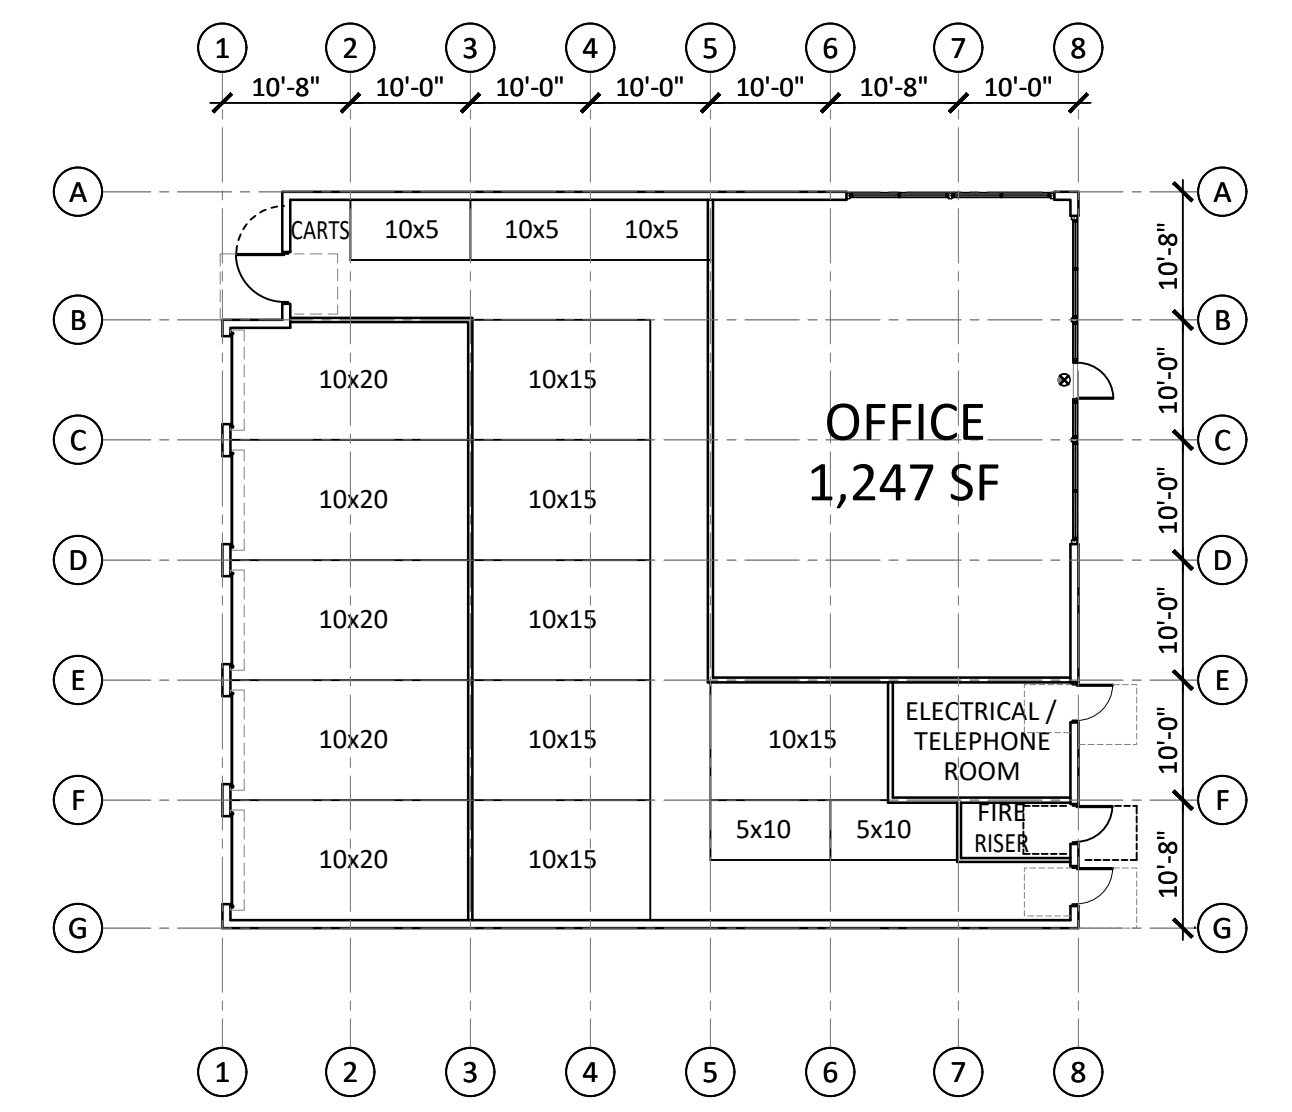 1 2 3 4 5 6 7 8
10'-8" 10'-0" 10'-0" 10'-0" 10'-0" 10'-8" 10'-0"
A A
CARTS 10x5 10x5 10x5
10'-8"
B B
10x20 10x15
10'-0"
OFFICE
C C
1,247 SF
10x20 10x15
10'-0"
D D
10x20 10x15
10'-0"
E E
ELECTRICAL /
10x20 10x15 10x15 TELEPHONE
10'-0"
ROOM
F F
FIRE
5x10 5x10
RISER
10x20 10x15
10'-8"
G G
1 2 3 4 5 6 7 8